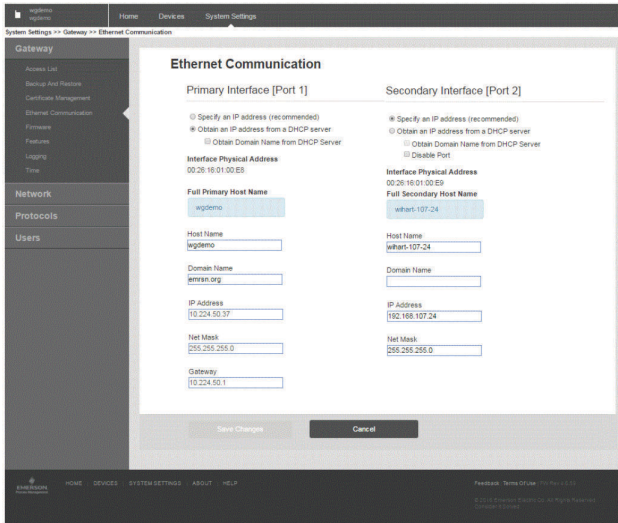 wgdemo
wgdemo
Home
Devices
System Settings
System Settings >> Gateway >> Ethernet Communication
Gateway
Access List
Backup And Restore
Certificate Management
Ethernet Communication
Firmware
Features
Logging
Time
Network
Protocols
Users
Ethernet Communication
Primary Interface [Port 1]
Specify an IP address (recommended)
Obtain an IP address from a DHCP server
Obtain Domain Name from DHCP Server
Interface Physical Address
00:26:16:01:00:E8
Full Primary Host Name
wgdemo
Host Name
wgdemo
Domain Name
emrsn.org
IP Address
10.224.50.37
Net Mask
255.255.255.0
Gateway
10.224.50.1
Secondary Interface [Port 2]
Specify an IP address (recommended)
Obtain an IP address from a DHCP server
Obtain Domain Name from DHCP Server
Disable Port
Interface Physical Address
00:26:16:01:00:E9
Full Secondary Host Name
wihart-107-24
Host Name
wihart-107-24
Domain Name
IP Address
192.168.107.24
Net Mask
255.255.255.0
Save Changes
Cancel
EMERSON
HOME
DEVICES
SYSTEM SETTINGS
ABOUT
HELP
Feedback
Terms Of Use
Emerson Electric Co. All Rights Reserved.